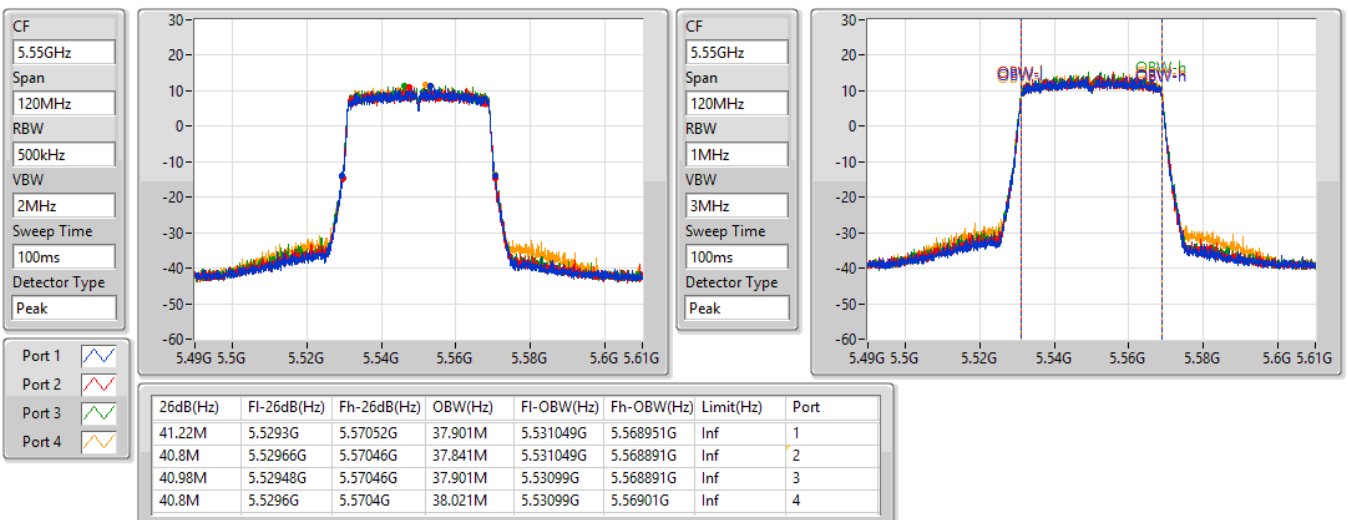 CF
5.55GHz
Span
120MHz
RBW
500kHz
VBW
2MHz
Sweep Time
100ms
Detector Type
Peak
30
20
10
0
-10
-20
-30
-40
-50
-60
5.49G 5.5G 5.52G 5.54G 5.56G 5.58G 5.6G 5.61G
CF
5.55GHz
Span
120MHz
RBW
1MHz
VBW
3MHz
Sweep Time
100ms
Detector Type
Peak
30
20
10
0
-10
-20
-30
-40
-50
-60
OBW-l OBW-h
5.49G 5.5G 5.52G 5.54G 5.56G 5.58G 5.6G 5.61G
Port 1
Port 2
Port 3
Port 4
26dB(Hz) Fl-26dB(Hz) Fh-26dB(Hz) OBW(Hz) Fl-OBW(Hz) Fh-OBW(Hz) Limit(Hz) Port
41.22M 5.5293G 5.57052G 37.901M 5.531049G 5.568951G Inf 1
40.8M 5.52966G 5.57046G 37.841M 5.531049G 5.568891G Inf 2
40.98M 5.52948G 5.57046G 37.901M 5.53099G 5.568891G Inf 3
40.8M 5.5296G 5.5704G 38.021M 5.53099G 5.56901G Inf 4